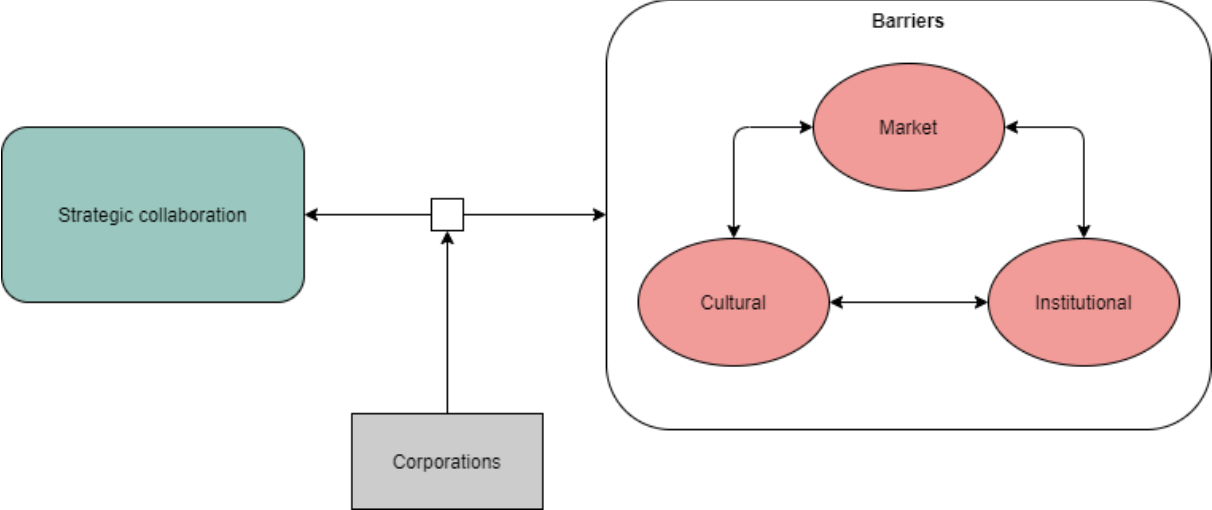 Barriers
Market
Strategic collaboration
Cultural
Institutional
Corporations